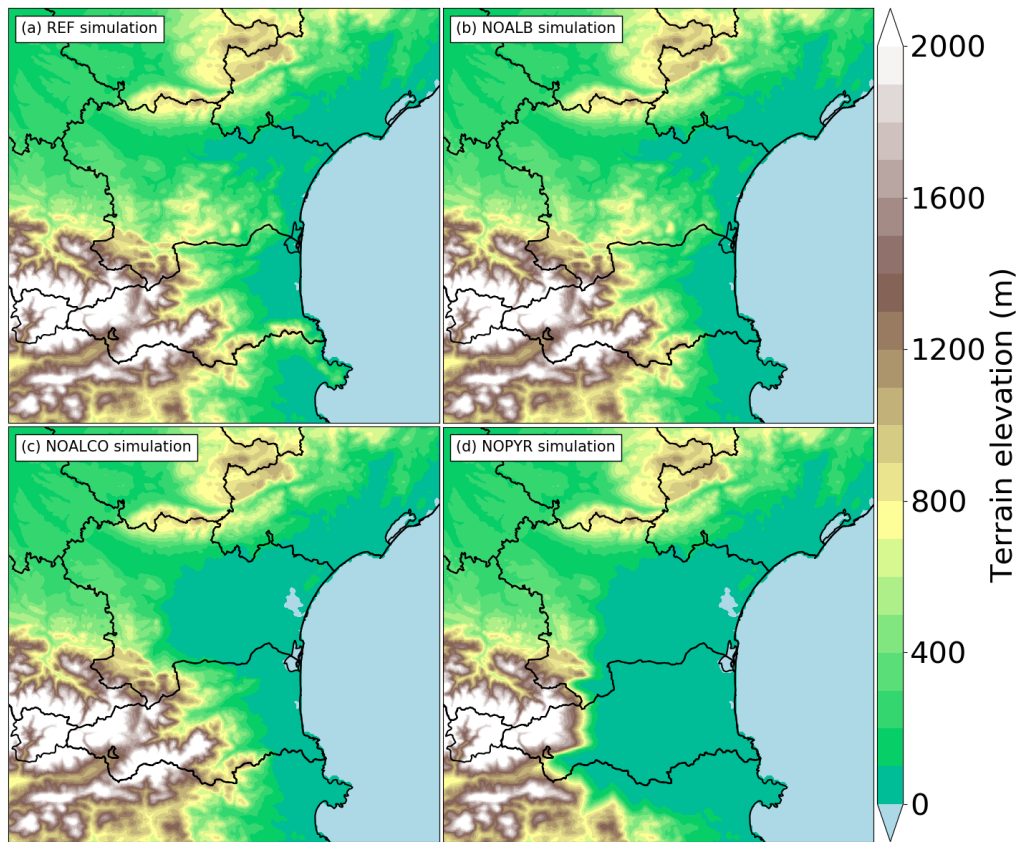 (a) REF simulation
(b) NOALB simulation
(c) NOALCO simulation
(d) NOPYR simulation
2000
1600
1200
800
400
0
Terrain elevation (m)